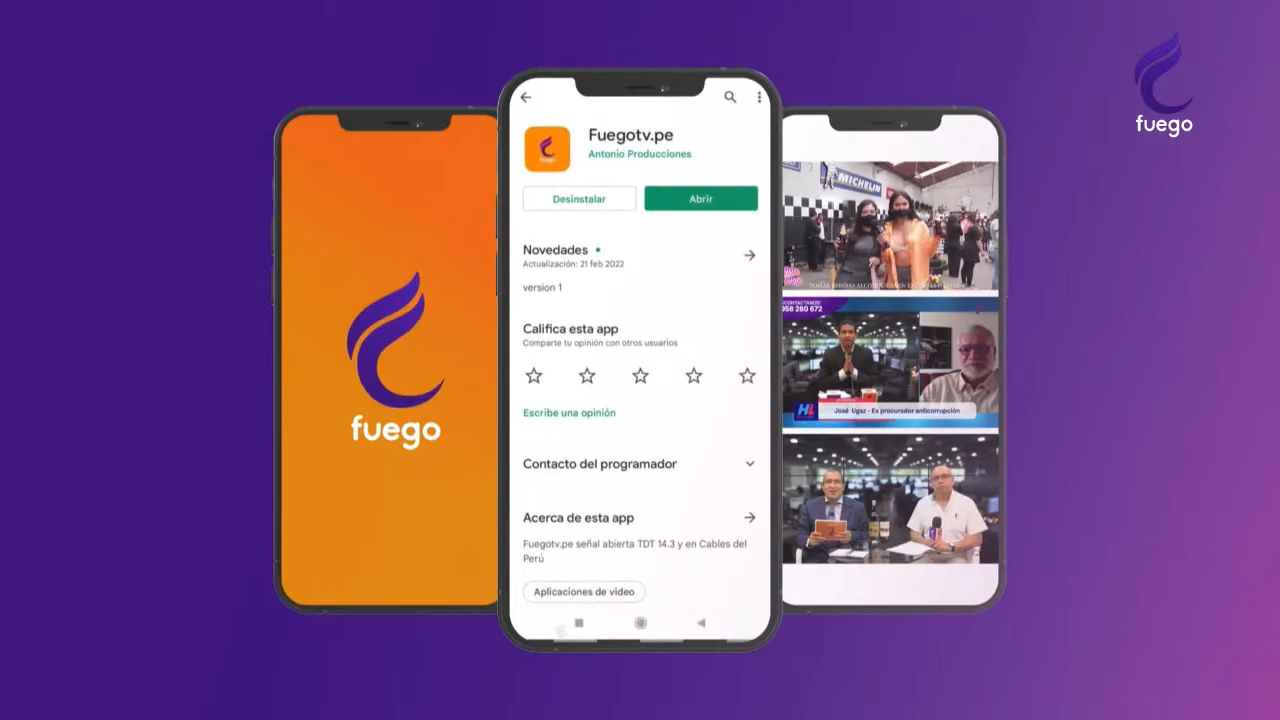 fuego
fuego
Fuegotv.pe
Antonio Producciones
fuego
Desinstalar
Abrir
Novedades
Actualización: 21 feb 2022
version 1
Califica esta app
Comparte tu opinión con otros usuarios
Escribe una opinión
Contacto del programador
Acerca de esta app
Fuegotv.pe señal abierta TDT 14.3 y en Cables del
Perú
Aplicaciones de video
MICHELIN
958 280 672
HL
José Ugaz - Ex procurador anticorrupción